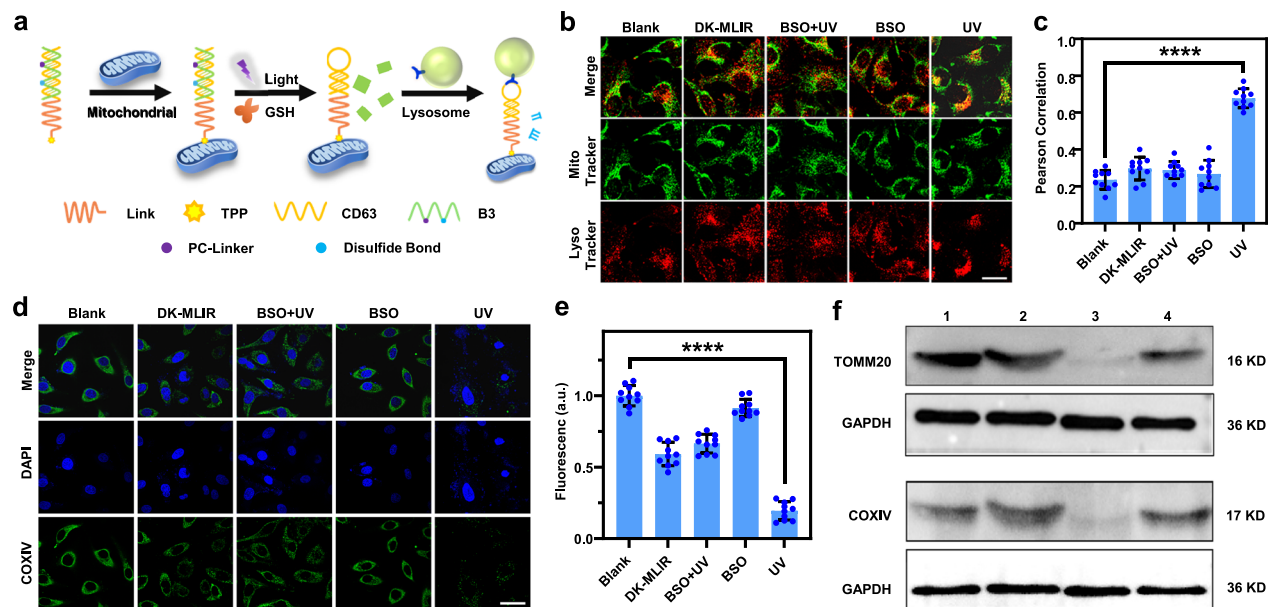 a
Mitochondrial
Light
GSH
Lysosome
Link
TPP
CD63
B3
PC-Linker
Disulfide Bond
b
Blank DK-MLIR BSO+UV BSO UV
Merge
Mito
Tracker
Lyso
Tracker
c
****
Pearson Correlation
1.0
0.8
0.6
0.4
0.2
0.0
Blank
DK-MLIR
BSO+UV
BSO
UV
d
Blank DK-MLIR BSO+UV BSO UV
Merge
DAPI
COXIV
e
****
Fluorescenc (a.u.)
1.0
0.5
0.0
Blank
DK-MLIR
BSO+UV
BSO
UV
f
1 2 3 4
TOMM20 16 KD
GAPDH 36 KD
COXIV 17 KD
GAPDH 36 KD